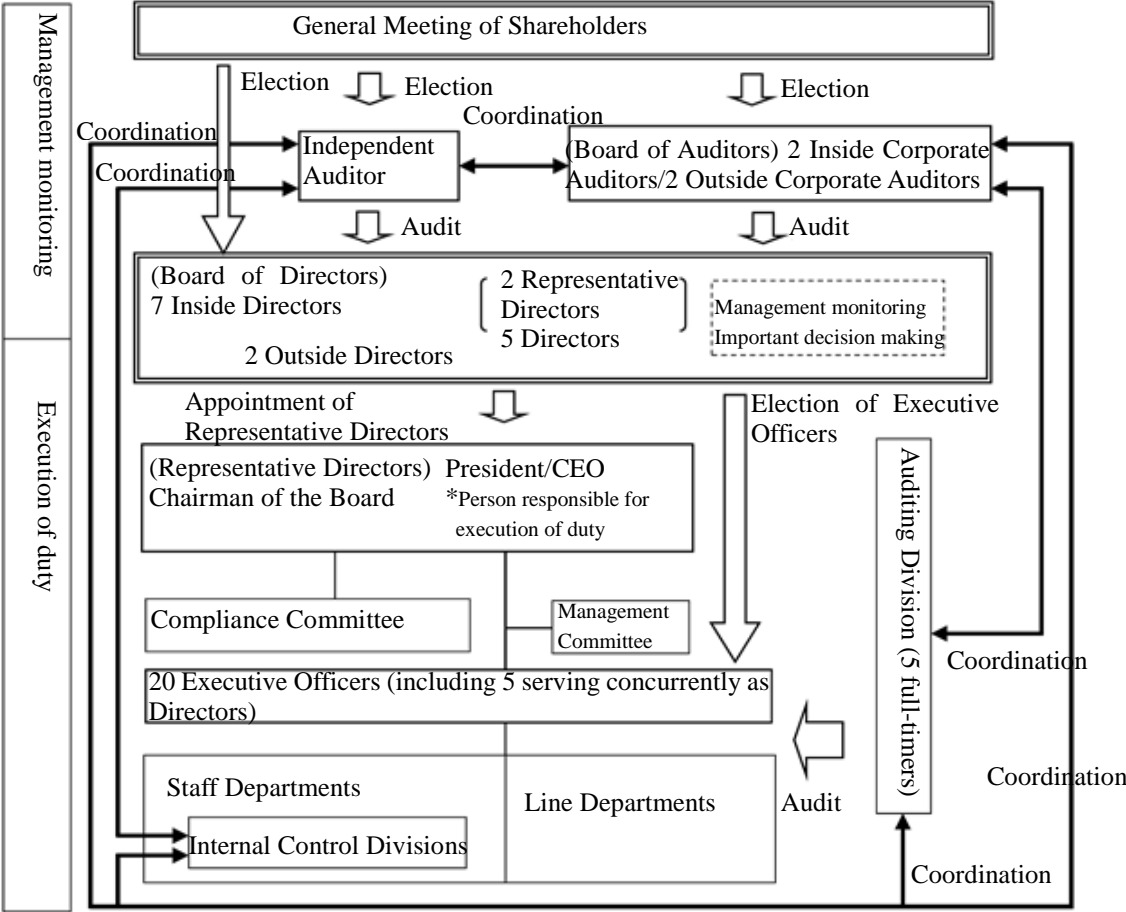 General Meeting of Shareholders
Management monitoring
Election
Election
Election
Coordination
Coordination
Coordination
Independent
Auditor
(Board of Auditors) 2 Inside Corporate
Auditors/2 Outside Corporate Auditors
Audit
Audit
(Board of Directors)
7 Inside Directors
2 Outside Directors
2 Representative
Directors
5 Directors
Management monitoring
Important decision making
Execution of duty
Appointment of
Representative Directors
Election of Executive
Officers
(Representative Directors)
Chairman of the Board
President/CEO
*Person responsible for
execution of duty
Auditing Division (5 full-timers)
Compliance Committee
Management
Committee
Coordination
20 Executive Officers (including 5 serving concurrently as
Directors)
Staff Departments
Line Departments
Audit
Coordination
Internal Control Divisions
Coordination